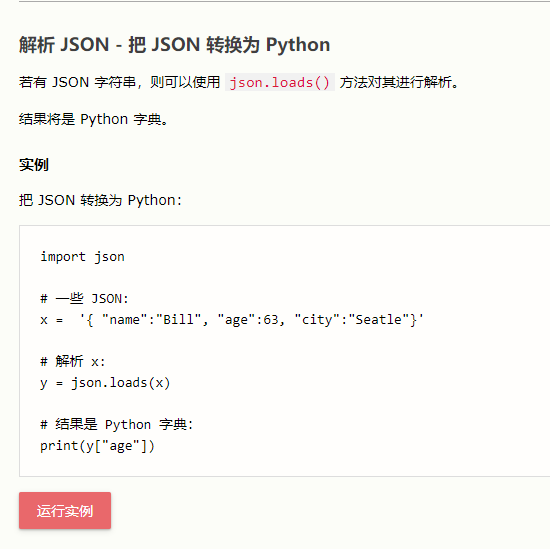 解析 JSON - 把 JSON 转换为 Python
若有 JSON 字符串，则可以使用 json.loads() 方法对其进行解析。
结果将是 Python 字典。
实例
把 JSON 转换为 Python：
import json
# 一些 JSON:
x =  '{ "name":"Bill", "age":63, "city":"Seatle"}'
# 解析 x:
y = json.loads(x)
# 结果是 Python 字典：
print(y["age"])
运行实例